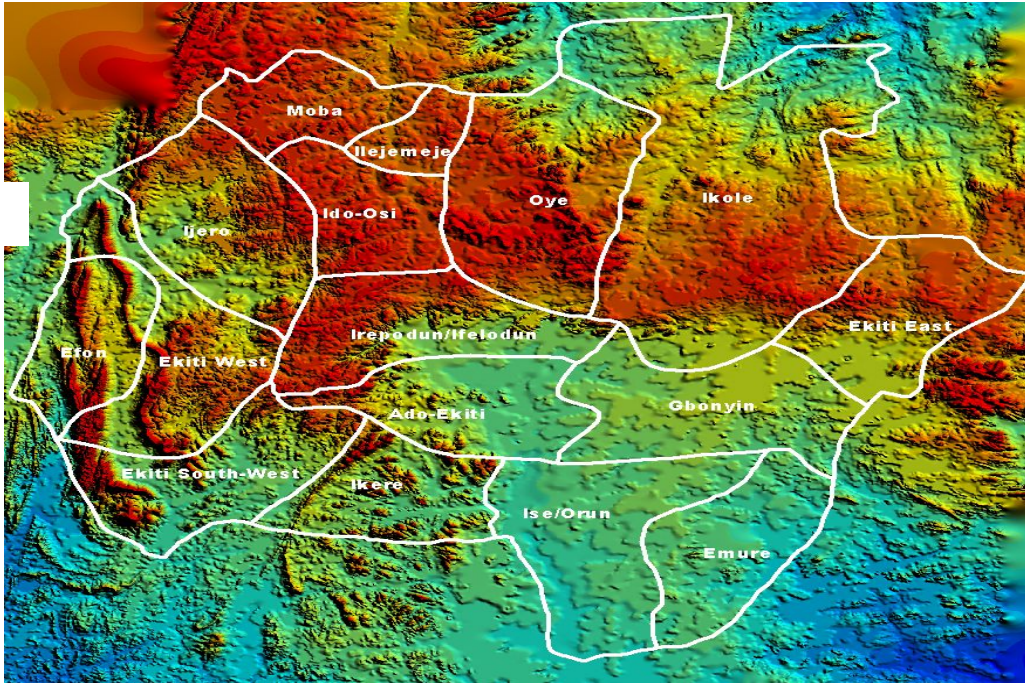 Moba
Ilejemeje
Oye
Ikole
Ido-Osi
Ijero
Irepodun/Ifelodun
Ekiti East
Efon
Ekiti West
Gbonyin
Ado-Ekiti
Ekiti South-West
Ikere
Ise/Orun
Emure